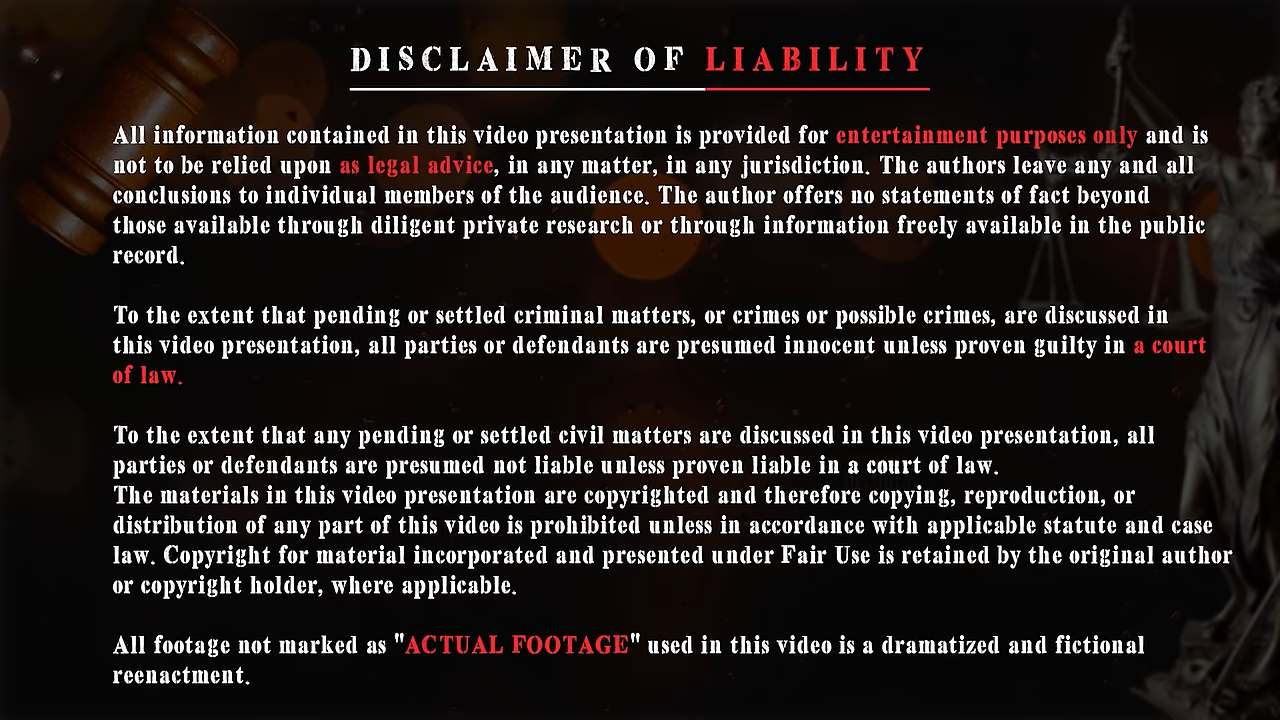 DISCLAIMER OF LIABILITY
All information contained in this video presentation is provided for entertainment purposes only and is
not to be relied upon as legal advice, in any matter, in any jurisdiction. The authors leave any and all
conclusions to individual members of the audience. The author offers no statements of fact beyond
those available through diligent private research or through information freely available in the public
record.
To the extent that pending or settled criminal matters, or crimes or possible crimes, are discussed in
this video presentation, all parties or defendants are presumed innocent unless proven guilty in a court
of law.
To the extent that any pending or settled civil matters are discussed in this video presentation, all
parties or defendants are presumed not liable unless proven liable in a court of law.
The materials in this video presentation are copyrighted and therefore copying, reproduction, or
distribution of any part of this video is prohibited unless in accordance with applicable statute and case
law. Copyright for material incorporated and presented under Fair Use is retained by the original author
or copyright holder, where applicable.
All footage not marked as "ACTUAL FOOTAGE" used in this video is a dramatized and fictional
reenactment.